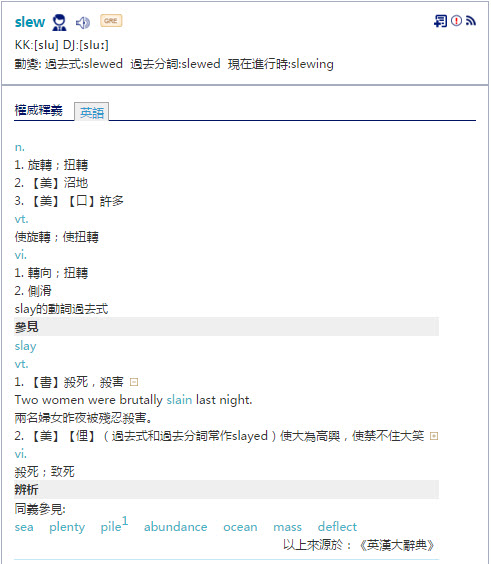 slew GRE
KK:[slu] DJ:[slu:]
動變: 過去式:slewed 過去分詞:slewed 現在進行時:slewing
權威釋義 英語
n.
1. 旋轉；扭轉
2. 【美】沼地
3. 【美】【口】許多
vt.
使旋轉；使扭轉
vi.
1. 轉向；扭轉
2. 側滑
slay的動詞過去式
參見
slay
vt.
1. 【書】殺死，殺害
Two women were brutally slain last night.
兩名婦女昨夜被殘忍殺害。
2. 【美】【俚】（過去式和過去分詞常作slayed）使大為高興，使禁不住大笑
vi.
殺死；致死
辨析
同義參見:
sea plenty pile1 abundance ocean mass deflect
以上來源於：《英漢大辭典》